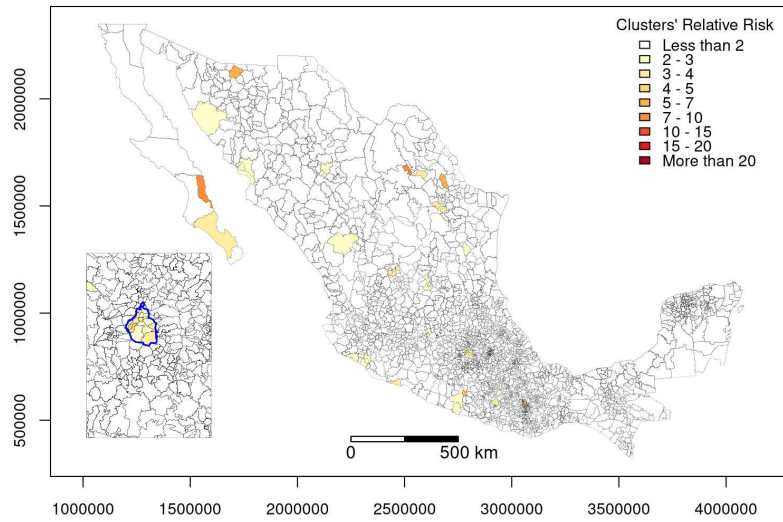 Clusters' Relative Risk
Less than 2
2 - 3
3 - 4
4 - 5
5 - 7
7 - 10
10 - 15
15 - 20
More than 20
2000000
1500000
1000000
500000
0 500 km
1000000 1500000 2000000 2500000 3000000 3500000 4000000